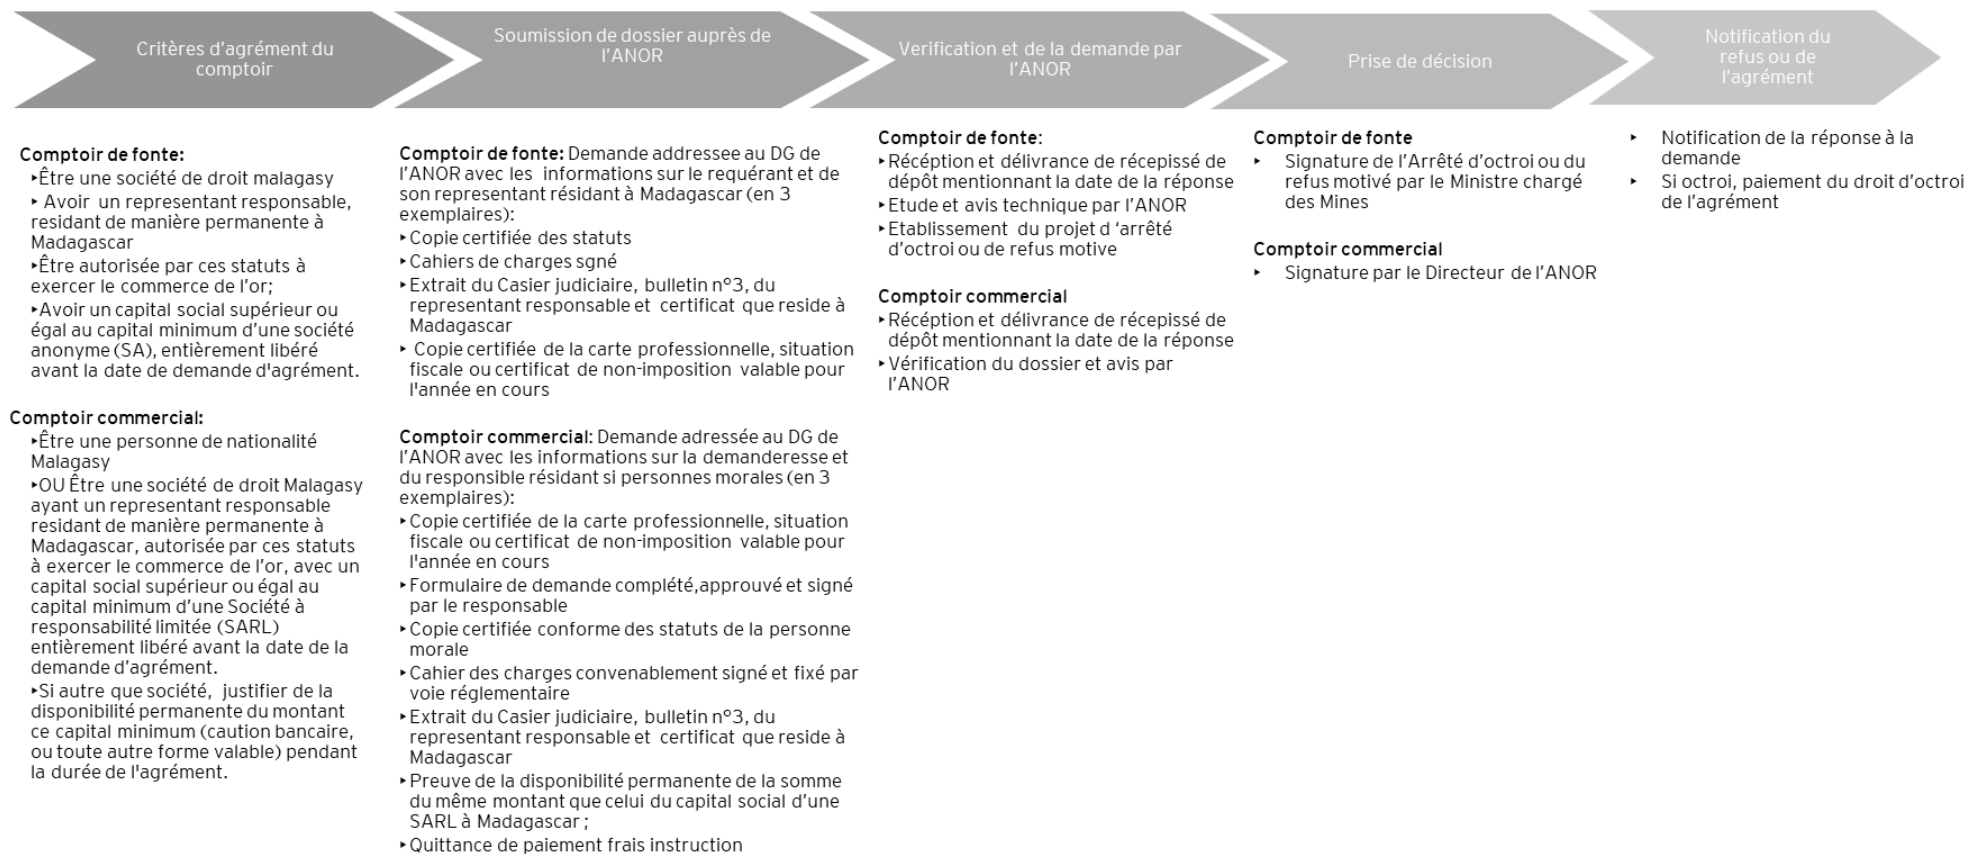 Critères d’agrément du
comptoir
Soumission de dossier auprès de
l’ANOR
Verification et de la demande par
l’ANOR
Prise de décision
Notification du
refus ou de
l’agrément
Comptoir de fonte:
‣Être une société de droit malagasy
‣ Avoir un representant responsable,
residant de manière permanente à
Madagascar
‣Être autorisée par ces statuts à
exercer le commerce de l’or;
‣Avoir un capital social supérieur ou
égal au capital minimum d’une société
anonyme (SA), entièrement libéré
avant la date de demande d'agrément.
Comptoir commercial:
‣Être une personne de nationalité
Malagasy
‣OU Être une société de droit Malagasy
ayant un representant responsable
residant de manière permanente à
Madagascar, autorisée par ces statuts
à exercer le commerce de l’or, avec un
capital social supérieur ou égal au
capital minimum d’une Société à
responsabilité limitée (SARL)
entièrement libéré avant la date de la
demande d’agrément.
‣Si autre que société, justifier de la
disponibilité permanente du montant
ce capital minimum (caution bancaire,
ou toute autre forme valable) pendant
la durée de l'agrément.
Comptoir de fonte: Demande addressee au DG de
l’ANOR avec les informations sur le requérant et de
son representant résidant à Madagascar (en 3
exemplaires):
‣Copie certifiée des statuts
‣Cahiers de charges sgné
‣Extrait du Casier judiciaire, bulletin n°3, du
representant responsable et certificat que reside à
Madagascar
‣ Copie certifiée de la carte professionnelle, situation
fiscale ou certificat de non-imposition valable pour
l'année en cours
Comptoir commercial: Demande adressée au DG de
l’ANOR avec les informations sur la demanderesse et
du responsible résidant si personnes morales (en 3
exemplaires):
‣Copie certifiée de la carte professionnelle, situation
fiscale ou certificat de non-imposition valable pour
l'année en cours
‣Formulaire de demande complété,approuvé et signé
par le responsable
‣Copie certifiée conforme des statuts de la personne
morale
‣Cahier des charges convenablement signé et fixé par
voie réglementaire
‣Extrait du Casier judiciaire, bulletin n°3, du
representant responsable et certificat que reside à
Madagascar
‣Preuve de la disponibilité permanente de la somme
du même montant que celui du capital social d’une
SARL à Madagascar ;
‣Quittance de paiement frais instruction
Comptoir de fonte:
‣Récéption et délivrance de récepissé de
dépôt mentionnant la date de la réponse
‣Etude et avis technique par l’ANOR
‣Etablissement du projet d ‘arrêté
d’octroi ou de refus motive
Comptoir commercial
‣Récéption et délivrance de récepissé de
dépôt mentionnant la date de la réponse
‣Vérification du dossier et avis par
l’ANOR
Comptoir de fonte
‣ Signature de l’Arrêté d’octroi ou du
refus motivé par le Ministre chargé
des Mines
Comptoir commercial
‣ Signature par le Directeur de l’ANOR
‣ Notification de la réponse à la
demande
‣ Si octroi, paiement du droit d’octroi
de l’agrément